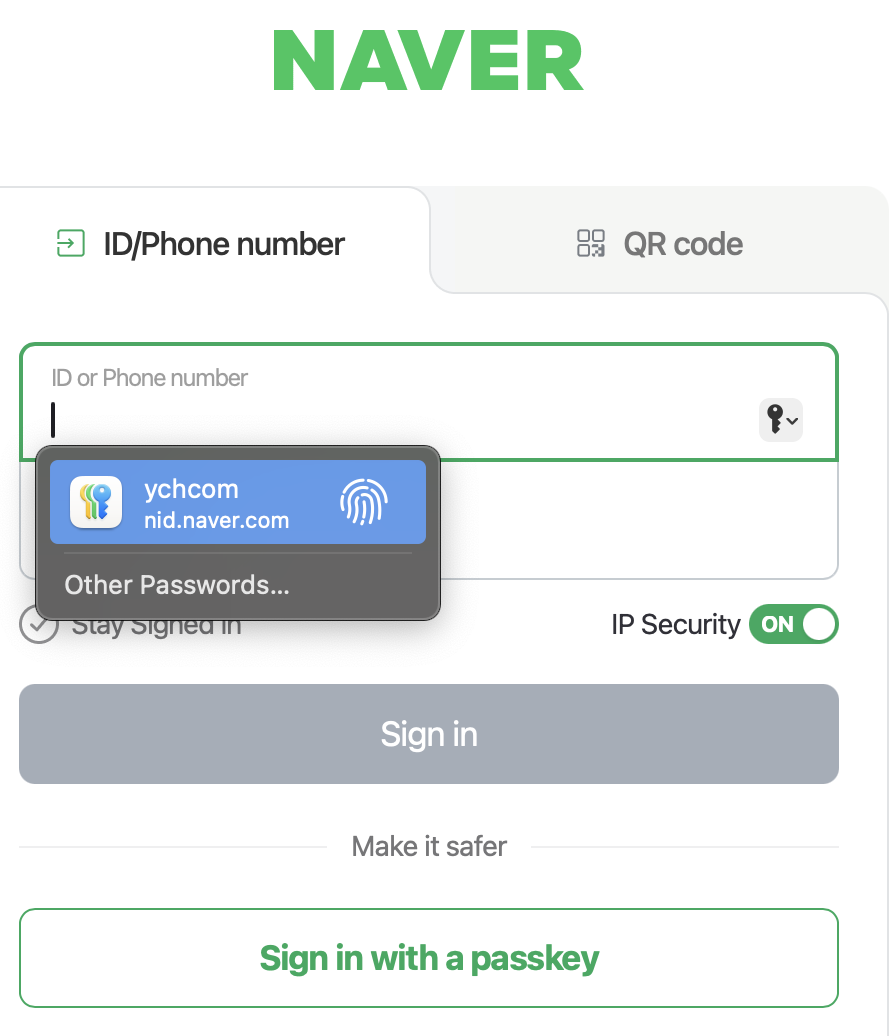 NAVER
ID/Phone number
QR code
ID or Phone number
ychcom
nid.naver.com
Other Passwords...
Stay Signed in
IP Security ON
Sign in
Make it safer
Sign in with a passkey